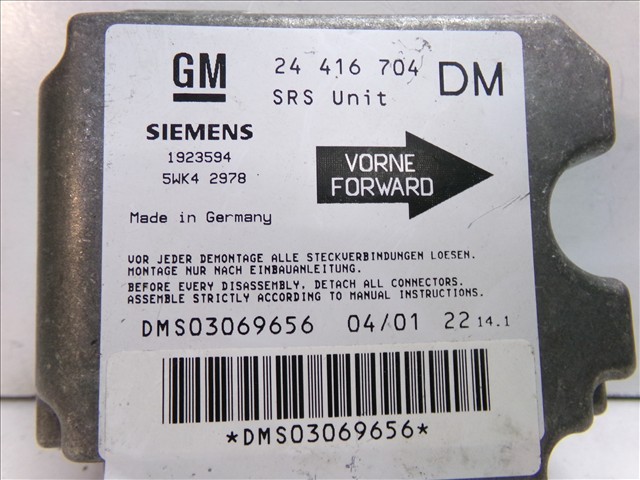 GM 24 416 704 DM
SRS Unit
SIEMENS
1923594
5WK4 2978
VORNE
FORWARD
Made in Germany
VOR JEDER DEMONTAGE ALLE STECKVERBINDUNGEN LOESEN.
MONTAGE NUR NACH EINBAUANLEITUNG.
BEFORE EVERY DISASSEMBLY, DETACH ALL CONNECTORS.
ASSEMBLE STRICTLY ACCORDING TO MANUAL INSTRUCTIONS.
DMS03069656 04/01 22 14.1
*DMS03069656*